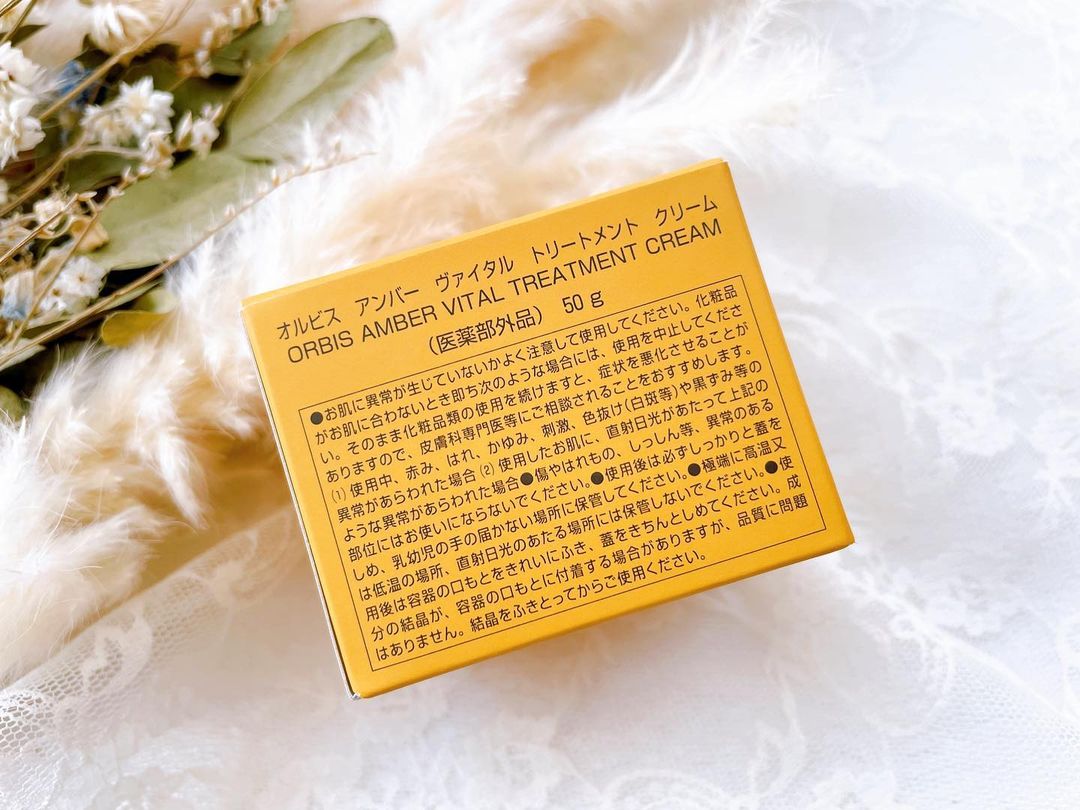 オルビス アンバー ヴァイタル トリートメント クリーム
ORBIS AMBER VITAL TREATMENT CREAM
(医薬部外品) 50g
●お肌に異常が生じていないかよく注意して使用してください。化粧品
がお肌に合わないとき即ち次のような場合には、使用を中止してくださ
い。そのまま化粧品類の使用を続けますと、症状を悪化させることが
ありますので、皮膚科専門医等にご相談されることをおすすめします。
(1)使用中、赤み、はれ、かゆみ、刺激、色抜け(白斑等)や黒ずみ等の
異常があらわれた場合(2)使用したお肌に、直射日光があたって上記の
ような異常があらわれた場合●傷やはれもの、しっしん等、異常のある
部位にはお使いにならないでください。●使用後は必ずしっかりと蓋を
しめ、乳幼児の手の届かない場所に保管してください。●極端に高温又
は低温の場所、直射日光のあたる場所には保管しないでください。●使
用後は容器の口もとをきれいにふき、蓋をきちんとしめてください。成
分の結晶が、容器の口もとに付着する場合がありますが、品質に問題
はありません。結晶をふきとってからご使用ください。